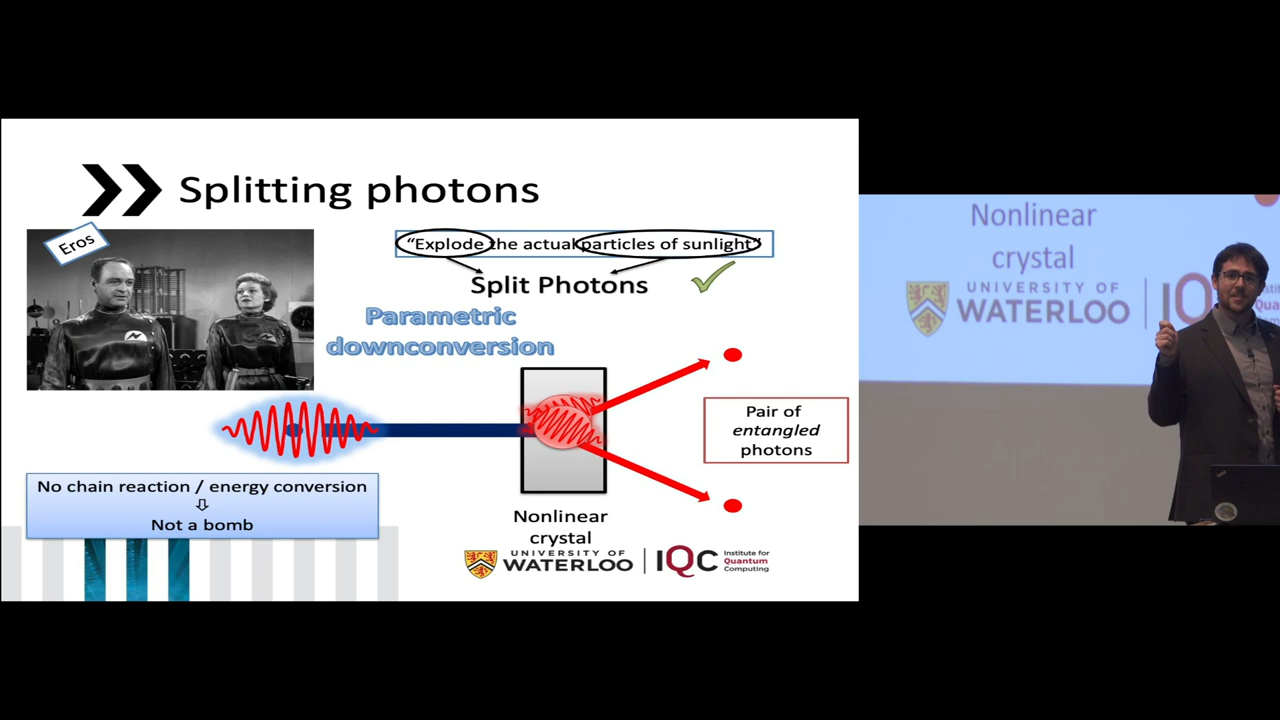 Splitting photons
Eros
“Explode the actual particles of sunlight”
Split Photons
Parametric
downconversion
Pair of
entangled
photons
No chain reaction / energy conversion
Not a bomb
Nonlinear
crystal
UNIVERSITY OF
WATERLOO
IQC
Institute for
Quantum
Computing
Nonlinear
crystal
UNIVERSITY OF
WATERLOO
IQ